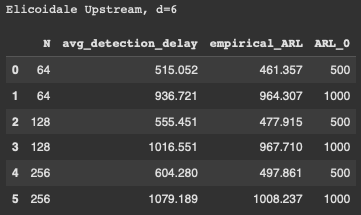 Elicoidale Upstream, d=6
N avg_detection_delay empirical_ARL ARL_0
0 64 515.052 461.357 500
1 64 936.721 964.307 1000
2 128 555.451 477.915 500
3 128 1016.551 967.710 1000
4 256 604.280 497.861 500
5 256 1079.189 1008.237 1000